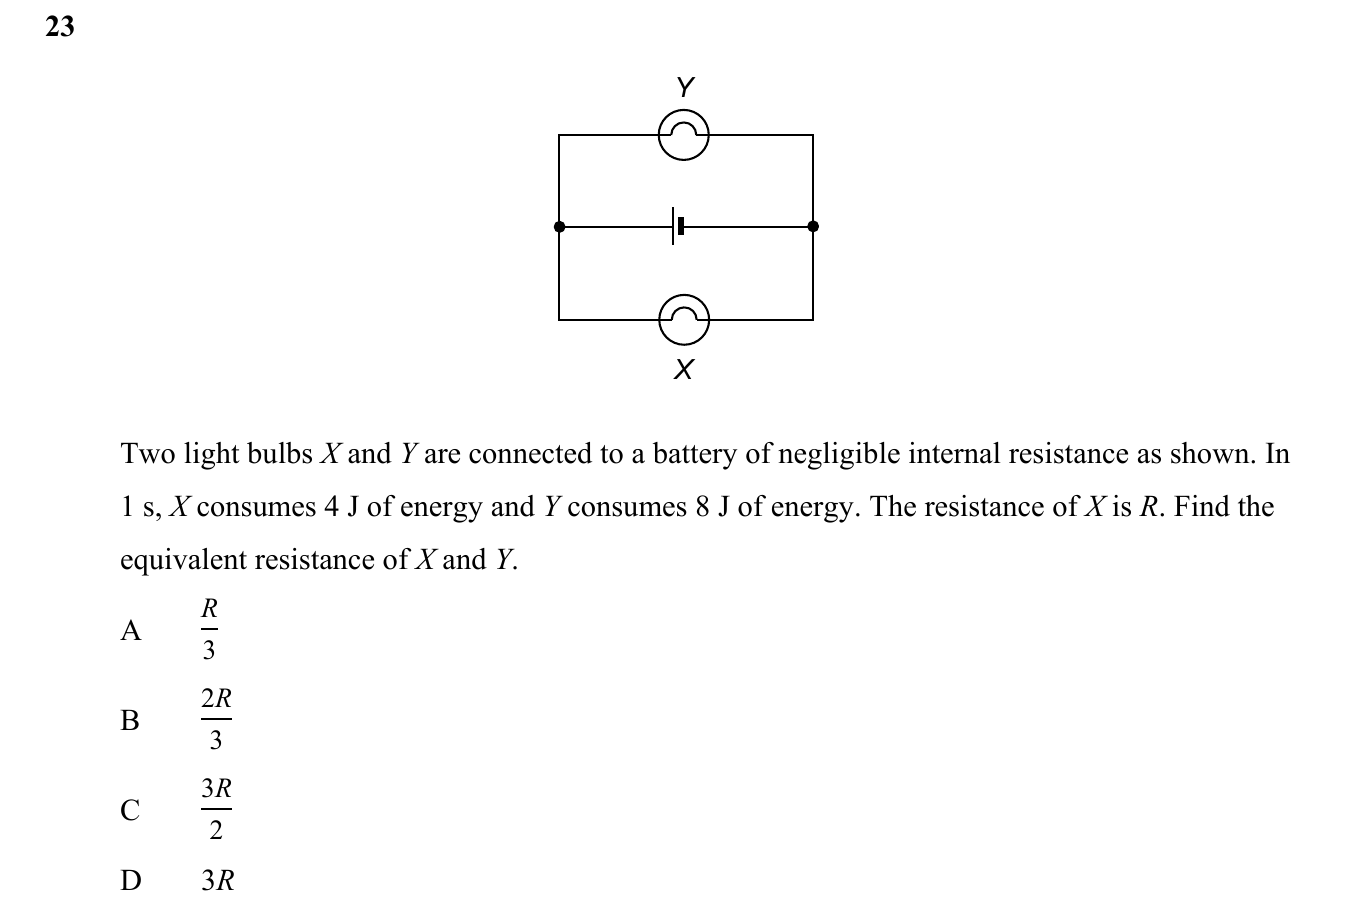 23
Y
X
Two light bulbs X and Y are connected to a battery of negligible internal resistance as shown. In
1 s, X consumes 4 J of energy and Y consumes 8 J of energy. The resistance of X is R. Find the
equivalent resistance of X and Y.
A R/3
B 2R/3
C 3R/2
D 3R